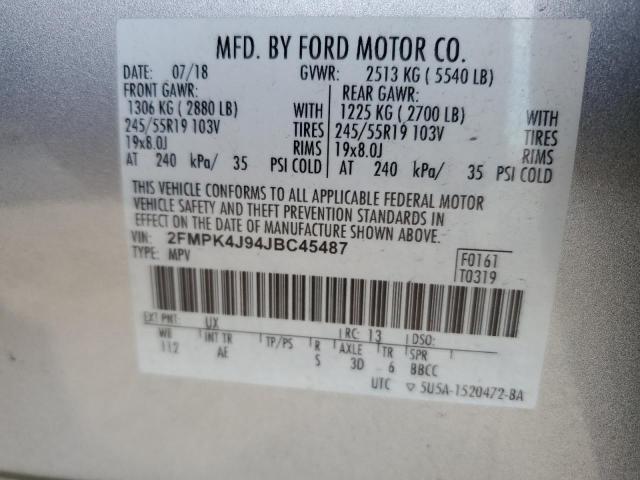 MFD. BY FORD MOTOR CO.
DATE: 07/18 GVWR: 2513 KG ( 5540 LB)
FRONT GAWR: REAR GAWR:
1306 KG ( 2880 LB) WITH 1225 KG ( 2700 LB) WITH
245/55R19 103V TIRES 245/55R19 103V TIRES
19x8.0J RIMS 19x8.0J RIMS
AT 240 kPa/ 35 PSI COLD AT 240 kPa/ 35 PSI COLD
THIS VEHICLE CONFORMS TO ALL APPLICABLE FEDERAL MOTOR
VEHICLE SAFETY AND THEFT PREVENTION STANDARDS IN
EFFECT ON THE DATE OF MANUFACTURE SHOWN ABOVE.
VIN: 2FMPK4J94JBC45487
TYPE: MPV
F0161
T0319
EXT PNT: UX RC: 13 DSO:
WB INT TR TP/PS R AXLE TR SPR
112 AE S 3D 6 BBCC
UTC ▽ 5U5A-1520472-BA